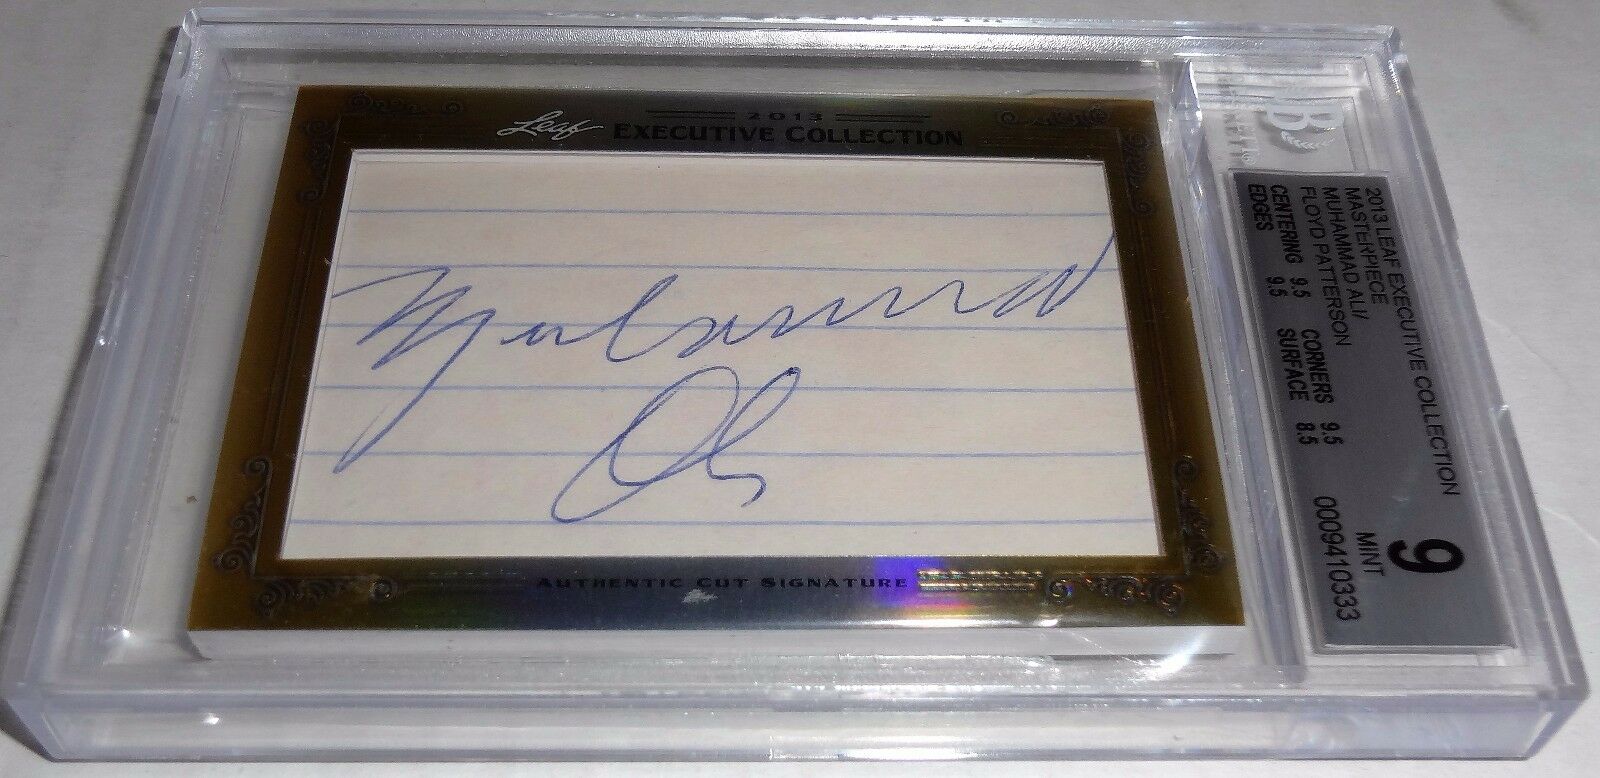 Leaf
2013
EXECUTIVE COLLECTION
Muhammad
Ali
AUTHENTIC CUT SIGNATURE
B
2013 LEAF EXECUTIVE COLLECTION
MASTERPIECE
MUHAMMAD ALI/
FLOYD PATTERSON
CENTERING 9.5 CORNERS 9.5
EDGES 9.5 SURFACE 8.5
9
MINT
0009410333